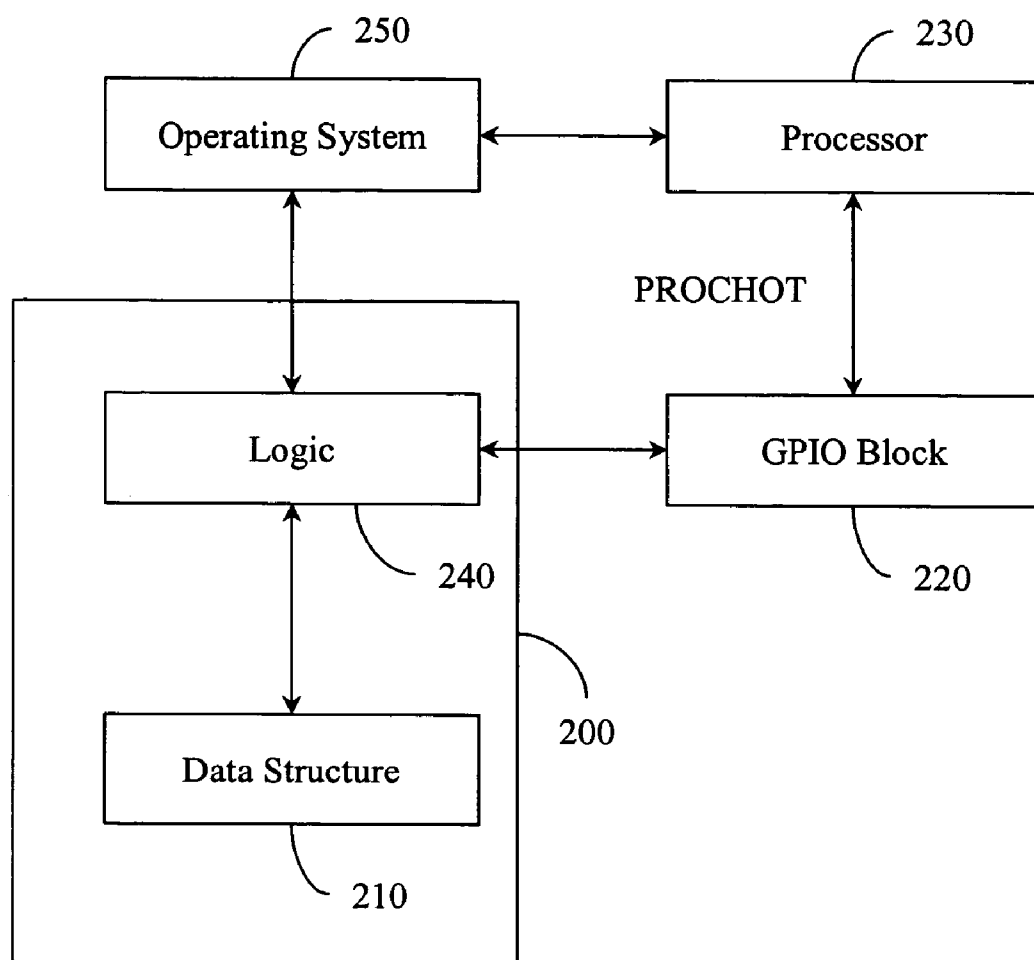 250
230
Operating System
Processor
PROCHOT
Logic
GPIO Block
240
220
200
Data Structure
210